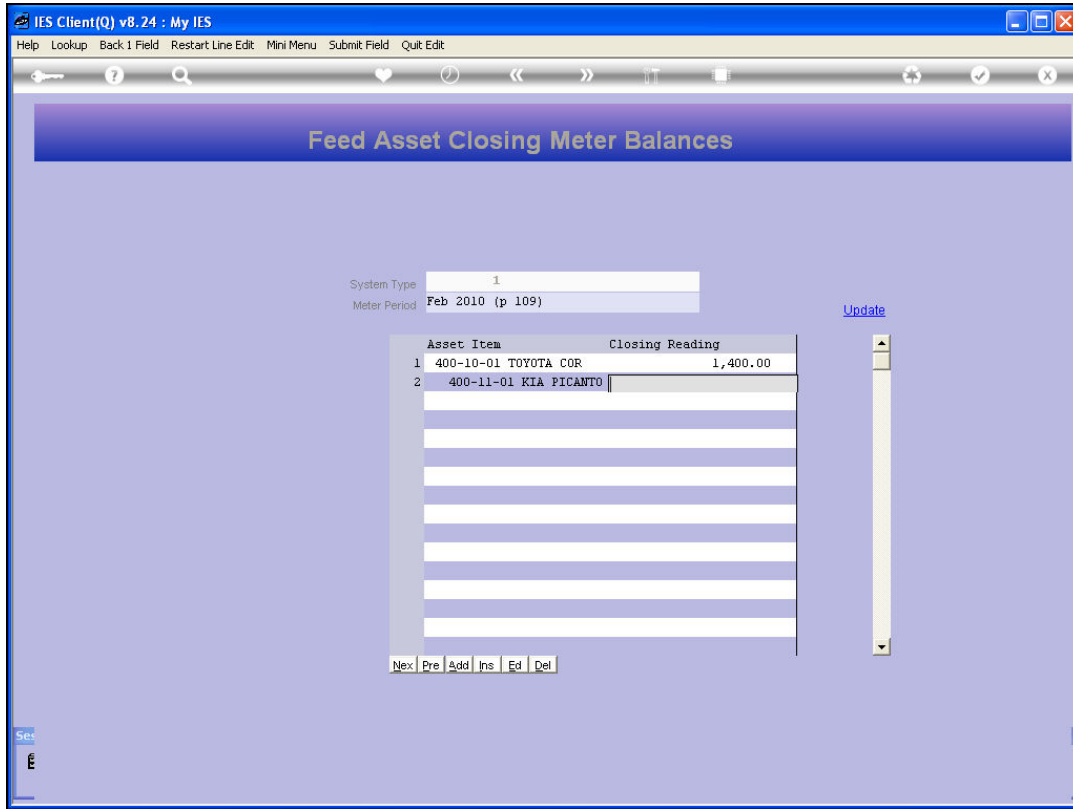 IES Client(Q) v8.24 : My IES
Help Lookup Back 1 Field Restart Line Edit Mini Menu Submit Field Quit Edit
Feed Asset Closing Meter Balances
System Type 1
Meter Period Feb 2010 (p 109)
Update
Asset Item Closing Reading
1 400-10-01 TOYOTA COR 1,400.00
2 400-11-01 KIA PICANTO
Nex Pre Add Ins Ed Del
Ses